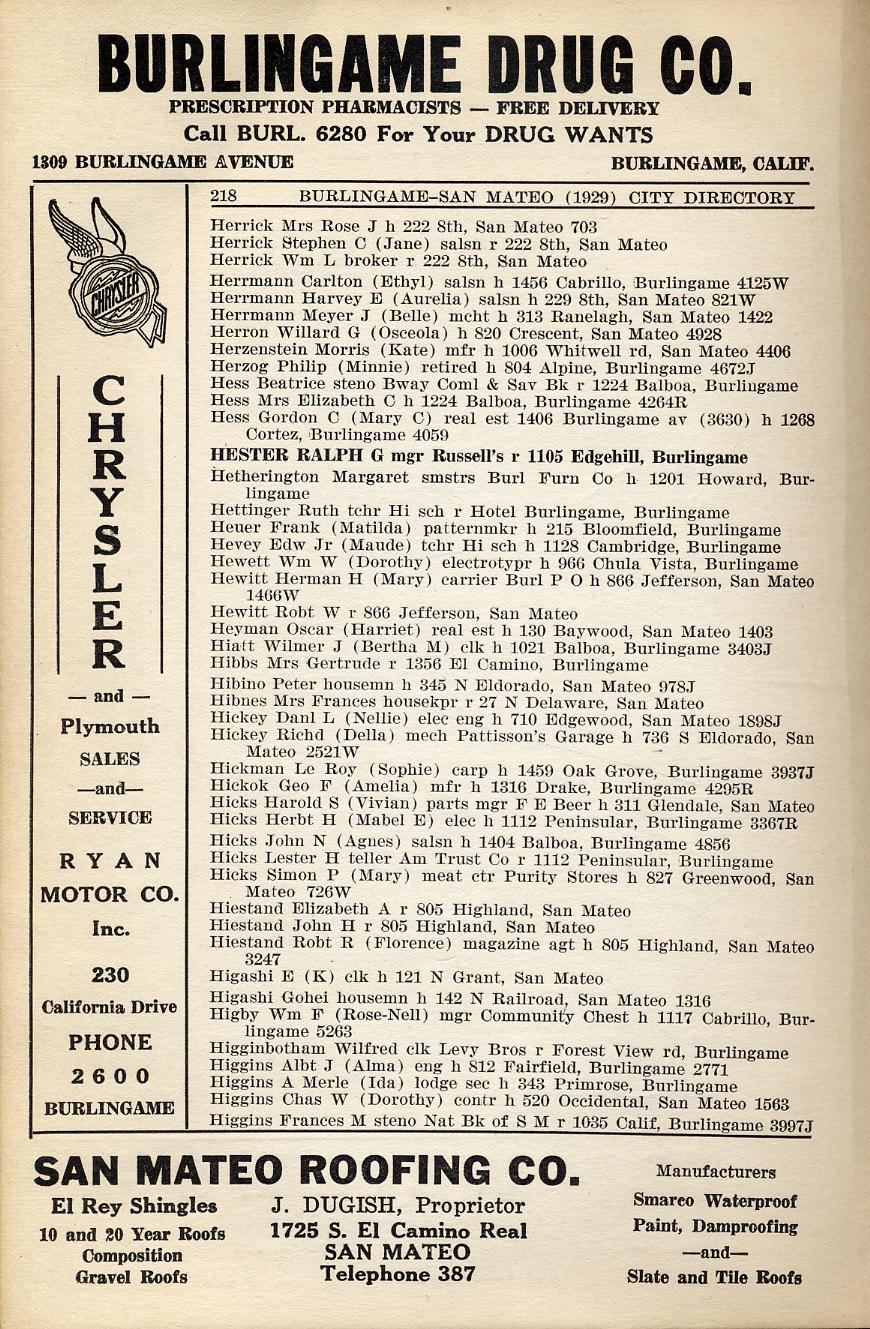 BURLINGAME DRUG CO.
PRESCRIPTION PHARMACISTS — FREE DELIVERY
Call BURL. 6280 For Your DRUG WANTS
1309 BURLINGAME AVENUE BURLINGAME, CALIF.
CHRYSLER
CHRYSLER
— and —
Plymouth
SALES
—and—
SERVICE
RYAN
MOTOR CO.
Inc.
230
California Drive
PHONE
2600
BURLINGAME
218 BURLINGAME–SAN MATEO (1929) CITY DIRECTORY
Herrick Mrs Rose J h 222 8th, San Mateo 703
Herrick Stephen C (Jane) salsn r 222 8th, San Mateo
Herrick Wm L broker r 222 8th, San Mateo
Herrmann Carlton (Ethyl) salsn h 1456 Cabrillo, Burlingame 4125W
Herrmann Harvey E (Aurelia) salsn h 229 8th, San Mateo 821W
Herrmann Meyer J (Belle) mcht h 313 Ranelagh, San Mateo 1422
Herron Willard G (Osceola) h 820 Crescent, San Mateo 4928
Herzenstein Morris (Kate) mfr h 1006 Whitwell rd, San Mateo 4406
Herzog Philip (Minnie) retired h 804 Alpine, Burlingame 4672J
Hess Beatrice steno Bway Coml & Sav Bk r 1224 Balboa, Burlingame
Hess Mrs Elizabeth C h 1224 Balboa, Burlingame 4264R
Hess Gordon C (Mary C) real est 1406 Burlingame av (3630) h 1268
Cortez, Burlingame 4059
HESTER RALPH G mgr Russell's r 1105 Edgehill, Burlingame
Hetherington Margaret smstrs Burl Furn Co h 1201 Howard, Bur-
lingame
Hettinger Ruth tchr Hi sch r Hotel Burlingame, Burlingame
Heuer Frank (Matilda) patternmkr h 215 Bloomfield, Burlingame
Hevey Edw Jr (Maude) tchr Hi sch h 1128 Cambridge, Burlingame
Hewett Wm W (Dorothy) electrotypr h 966 Chula Vista, Burlingame
Hewitt Herman H (Mary) carrier Burl P O h 866 Jefferson, San Mateo
1466W
Hewitt Robt W r 866 Jefferson, San Mateo
Heyman Oscar (Harriet) real est h 130 Baywood, San Mateo 1403
Hiatt Wilmer J (Bertha M) clk h 1021 Balboa, Burlingame 3403J
Hibbs Mrs Gertrude r 1356 El Camino, Burlingame
Hibino Peter housemn h 345 N Eldorado, San Mateo 978J
Hibnes Mrs Frances housekpr r 27 N Delaware, San Mateo
Hickey Danl L (Nellie) elec eng h 710 Edgewood, San Mateo 1898J
Hickey Richd (Della) mech Pattisson's Garage h 736 S Eldorado, San
Mateo 2521W
Hickman Le Roy (Sophie) carp h 1459 Oak Grove, Burlingame 3937J
Hickok Geo F (Amelia) mfr h 1316 Drake, Burlingame 4295R
Hicks Harold S (Vivian) parts mgr F E Beer h 311 Glendale, San Mateo
Hicks Herbt H (Mabel E) elec h 1112 Peninsular, Burlingame 3367R
Hicks John N (Agnes) salsn h 1404 Balboa, Burlingame 4856
Hicks Lester H teller Am Trust Co r 1112 Peninsular, Burlingame
Hicks Simon P (Mary) meat ctr Purity Stores h 827 Greenwood, San
Mateo 726W
Hiestand Elizabeth A r 805 Highland, San Mateo
Hiestand John H r 805 Highland, San Mateo
Hiestand Robt R (Florence) magazine agt h 805 Highland, San Mateo
3247
Higashi E (K) clk h 121 N Grant, San Mateo
Higashi Gohei housemn h 142 N Railroad, San Mateo 1316
Higby Wm F (Rose-Nell) mgr Community Chest h 1117 Cabrillo, Bur-
lingame 5263
Higginbotham Wilfred clk Levy Bros r Forest View rd, Burlingame
Higgins Albt J (Alma) eng h 812 Fairfield, Burlingame 2771
Higgins A Merle (Ida) lodge sec h 343 Primrose, Burlingame
Higgins Chas W (Dorothy) contr h 520 Occidental, San Mateo 1563
Higgins Frances M steno Nat Bk of S M r 1035 Calif, Burlingame 3997J
SAN MATEO ROOFING CO.
El Rey Shingles
10 and 20 Year Roofs
Composition
Gravel Roofs
J. DUGISH, Proprietor
1725 S. El Camino Real
SAN MATEO
Telephone 387
Manufacturers
Smarco Waterproof
Paint, Damproofing
—and—
Slate and Tile Roofs